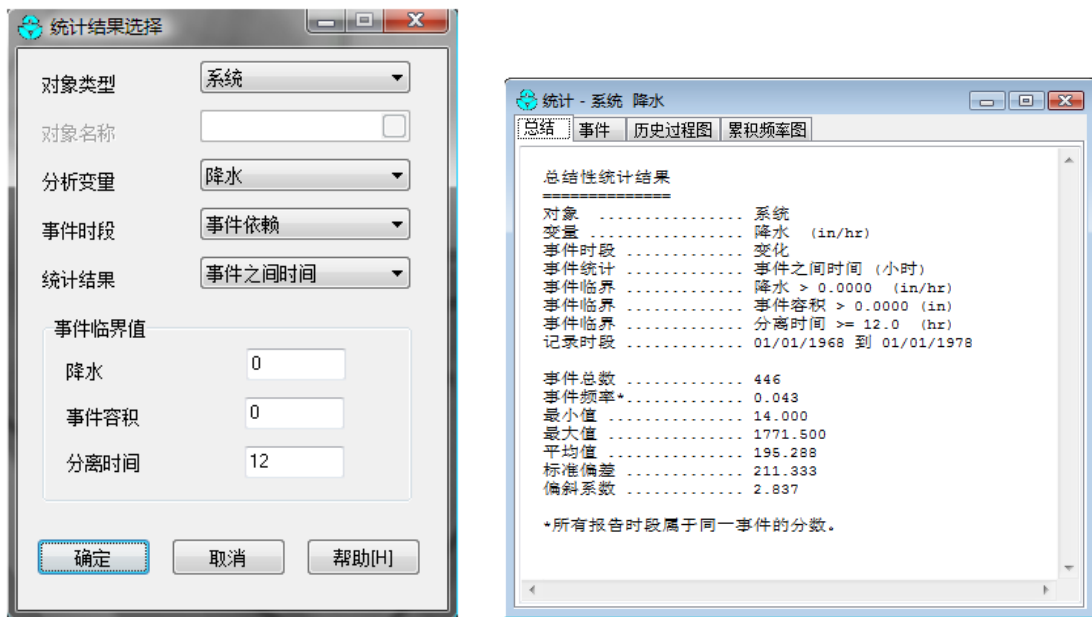 统计结果选择
对象类型 系统
对象名称
分析变量 降水
事件时段 事件依赖
统计结果 事件之间时间
事件临界值
降水 0
事件容积 0
分离时间 12
确定 取消 帮助[H]
统计 - 系统 降水
总结 事件 历史过程图 累积频率图
总结性统计结果
==============
对象 ................ 系统
变量 ................. 降水 (in/hr)
事件时段 ............. 变化
事件统计 ............. 事件之间时间 (小时)
事件临界 ............. 降水 > 0.0000 (in/hr)
事件临界 ............. 事件容积 > 0.0000 (in)
事件临界 ............. 分离时间 >= 12.0 (hr)
记录时段 ............. 01/01/1968 到 01/01/1978
事件总数 ............. 446
事件频率*............. 0.043
最小值 ............... 14.000
最大值 ............... 1771.500
平均值 ............... 195.288
标准偏差 ............. 211.333
偏斜系数 ............. 2.837
*所有报告时段属于同一事件的分数。